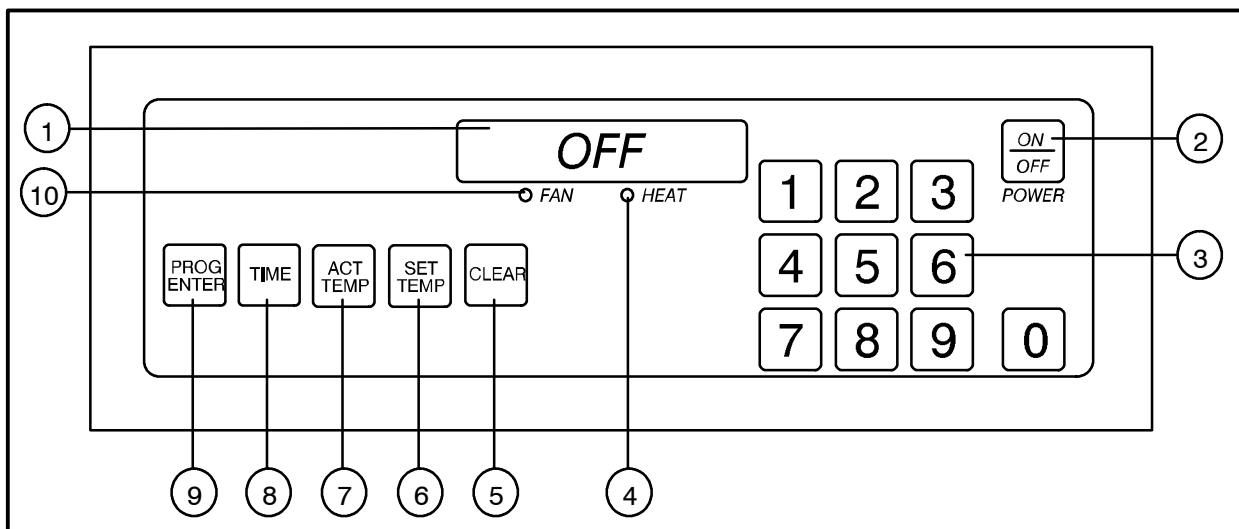 1
OFF
ON
OFF
2
10
FAN
HEAT
POWER
1 2 3
PROG
ENTER
TIME
ACT
TEMP
SET
TEMP
CLEAR
4 5 6
3
7 8 9 0
9 8 7 6 5 4